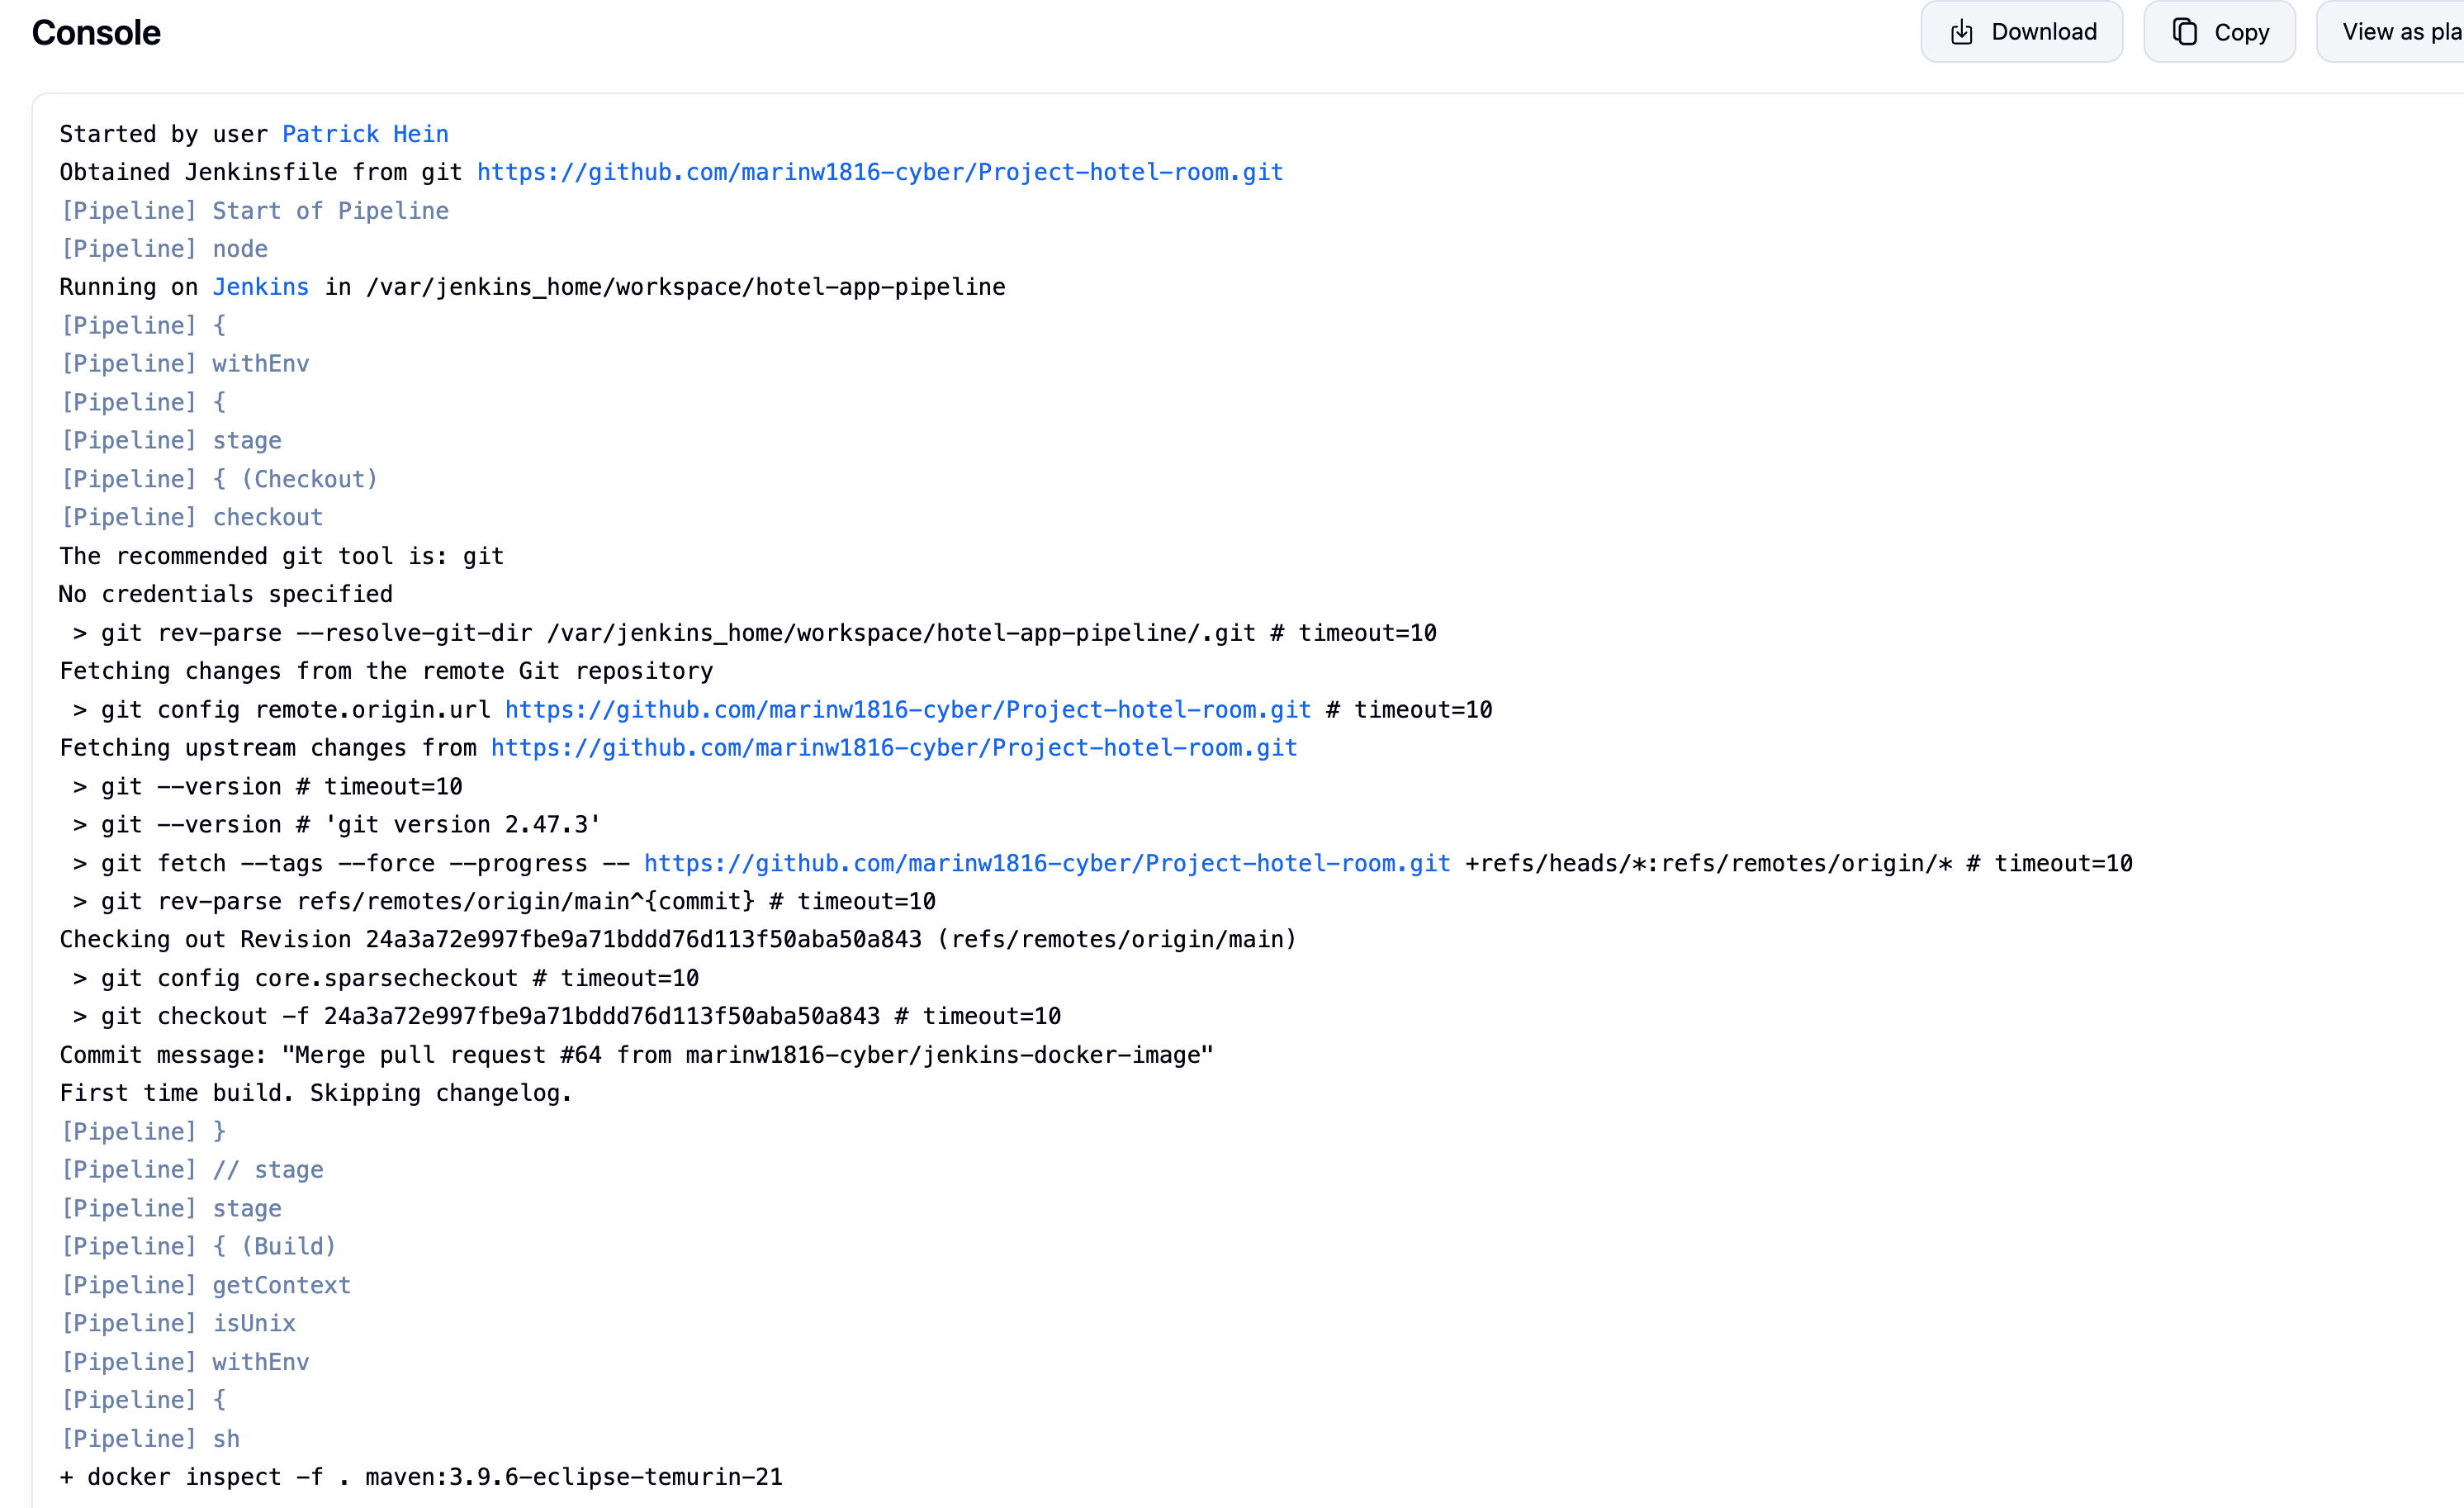 Console
Download
Copy
View as pla
Started by user Patrick Hein
Obtained Jenkinsfile from git https://github.com/marinw1816-cyber/Project-hotel-room.git
[Pipeline] Start of Pipeline
[Pipeline] node
Running on Jenkins in /var/jenkins_home/workspace/hotel-app-pipeline
[Pipeline] {
[Pipeline] withEnv
[Pipeline] {
[Pipeline] stage
[Pipeline] { (Checkout)
[Pipeline] checkout
The recommended git tool is: git
No credentials specified
 > git rev-parse --resolve-git-dir /var/jenkins_home/workspace/hotel-app-pipeline/.git # timeout=10
Fetching changes from the remote Git repository
 > git config remote.origin.url https://github.com/marinw1816-cyber/Project-hotel-room.git # timeout=10
Fetching upstream changes from https://github.com/marinw1816-cyber/Project-hotel-room.git
 > git --version # timeout=10
 > git --version # 'git version 2.47.3'
 > git fetch --tags --force --progress -- https://github.com/marinw1816-cyber/Project-hotel-room.git +refs/heads/*:refs/remotes/origin/* # timeout=10
 > git rev-parse refs/remotes/origin/main^{commit} # timeout=10
Checking out Revision 24a3a72e997fbe9a71bddd76d113f50aba50a843 (refs/remotes/origin/main)
 > git config core.sparsecheckout # timeout=10
 > git checkout -f 24a3a72e997fbe9a71bddd76d113f50aba50a843 # timeout=10
Commit message: "Merge pull request #64 from marinw1816-cyber/jenkins-docker-image"
First time build. Skipping changelog.
[Pipeline] }
[Pipeline] // stage
[Pipeline] stage
[Pipeline] { (Build)
[Pipeline] getContext
[Pipeline] isUnix
[Pipeline] withEnv
[Pipeline] {
[Pipeline] sh
+ docker inspect -f . maven:3.9.6-eclipse-temurin-21